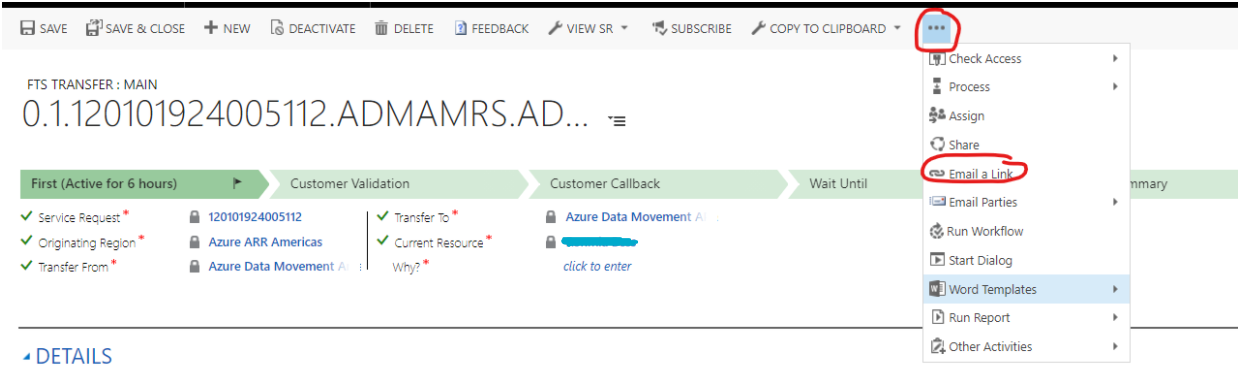 SAVE SAVE & CLOSE NEW DEACTIVATE DELETE FEEDBACK VIEW SR SUBSCRIBE COPY TO CLIPBOARD ...
Check Access
FTS TRANSFER : MAIN
Process
0.1.120101924005112.ADMAMRS.AD...
Assign
Share
Email a Link
First (Active for 6 hours) Customer Validation Customer Callback Wait Until mmary
Email Parties
Service Request * 120101924005112 Transfer To * Azure Data Movement
Run Workflow
Originating Region * Azure ARR Americas Current Resource *
Start Dialog
Transfer From * Azure Data Movement Why? * click to enter
Word Templates
Run Report
Other Activities
DETAILS